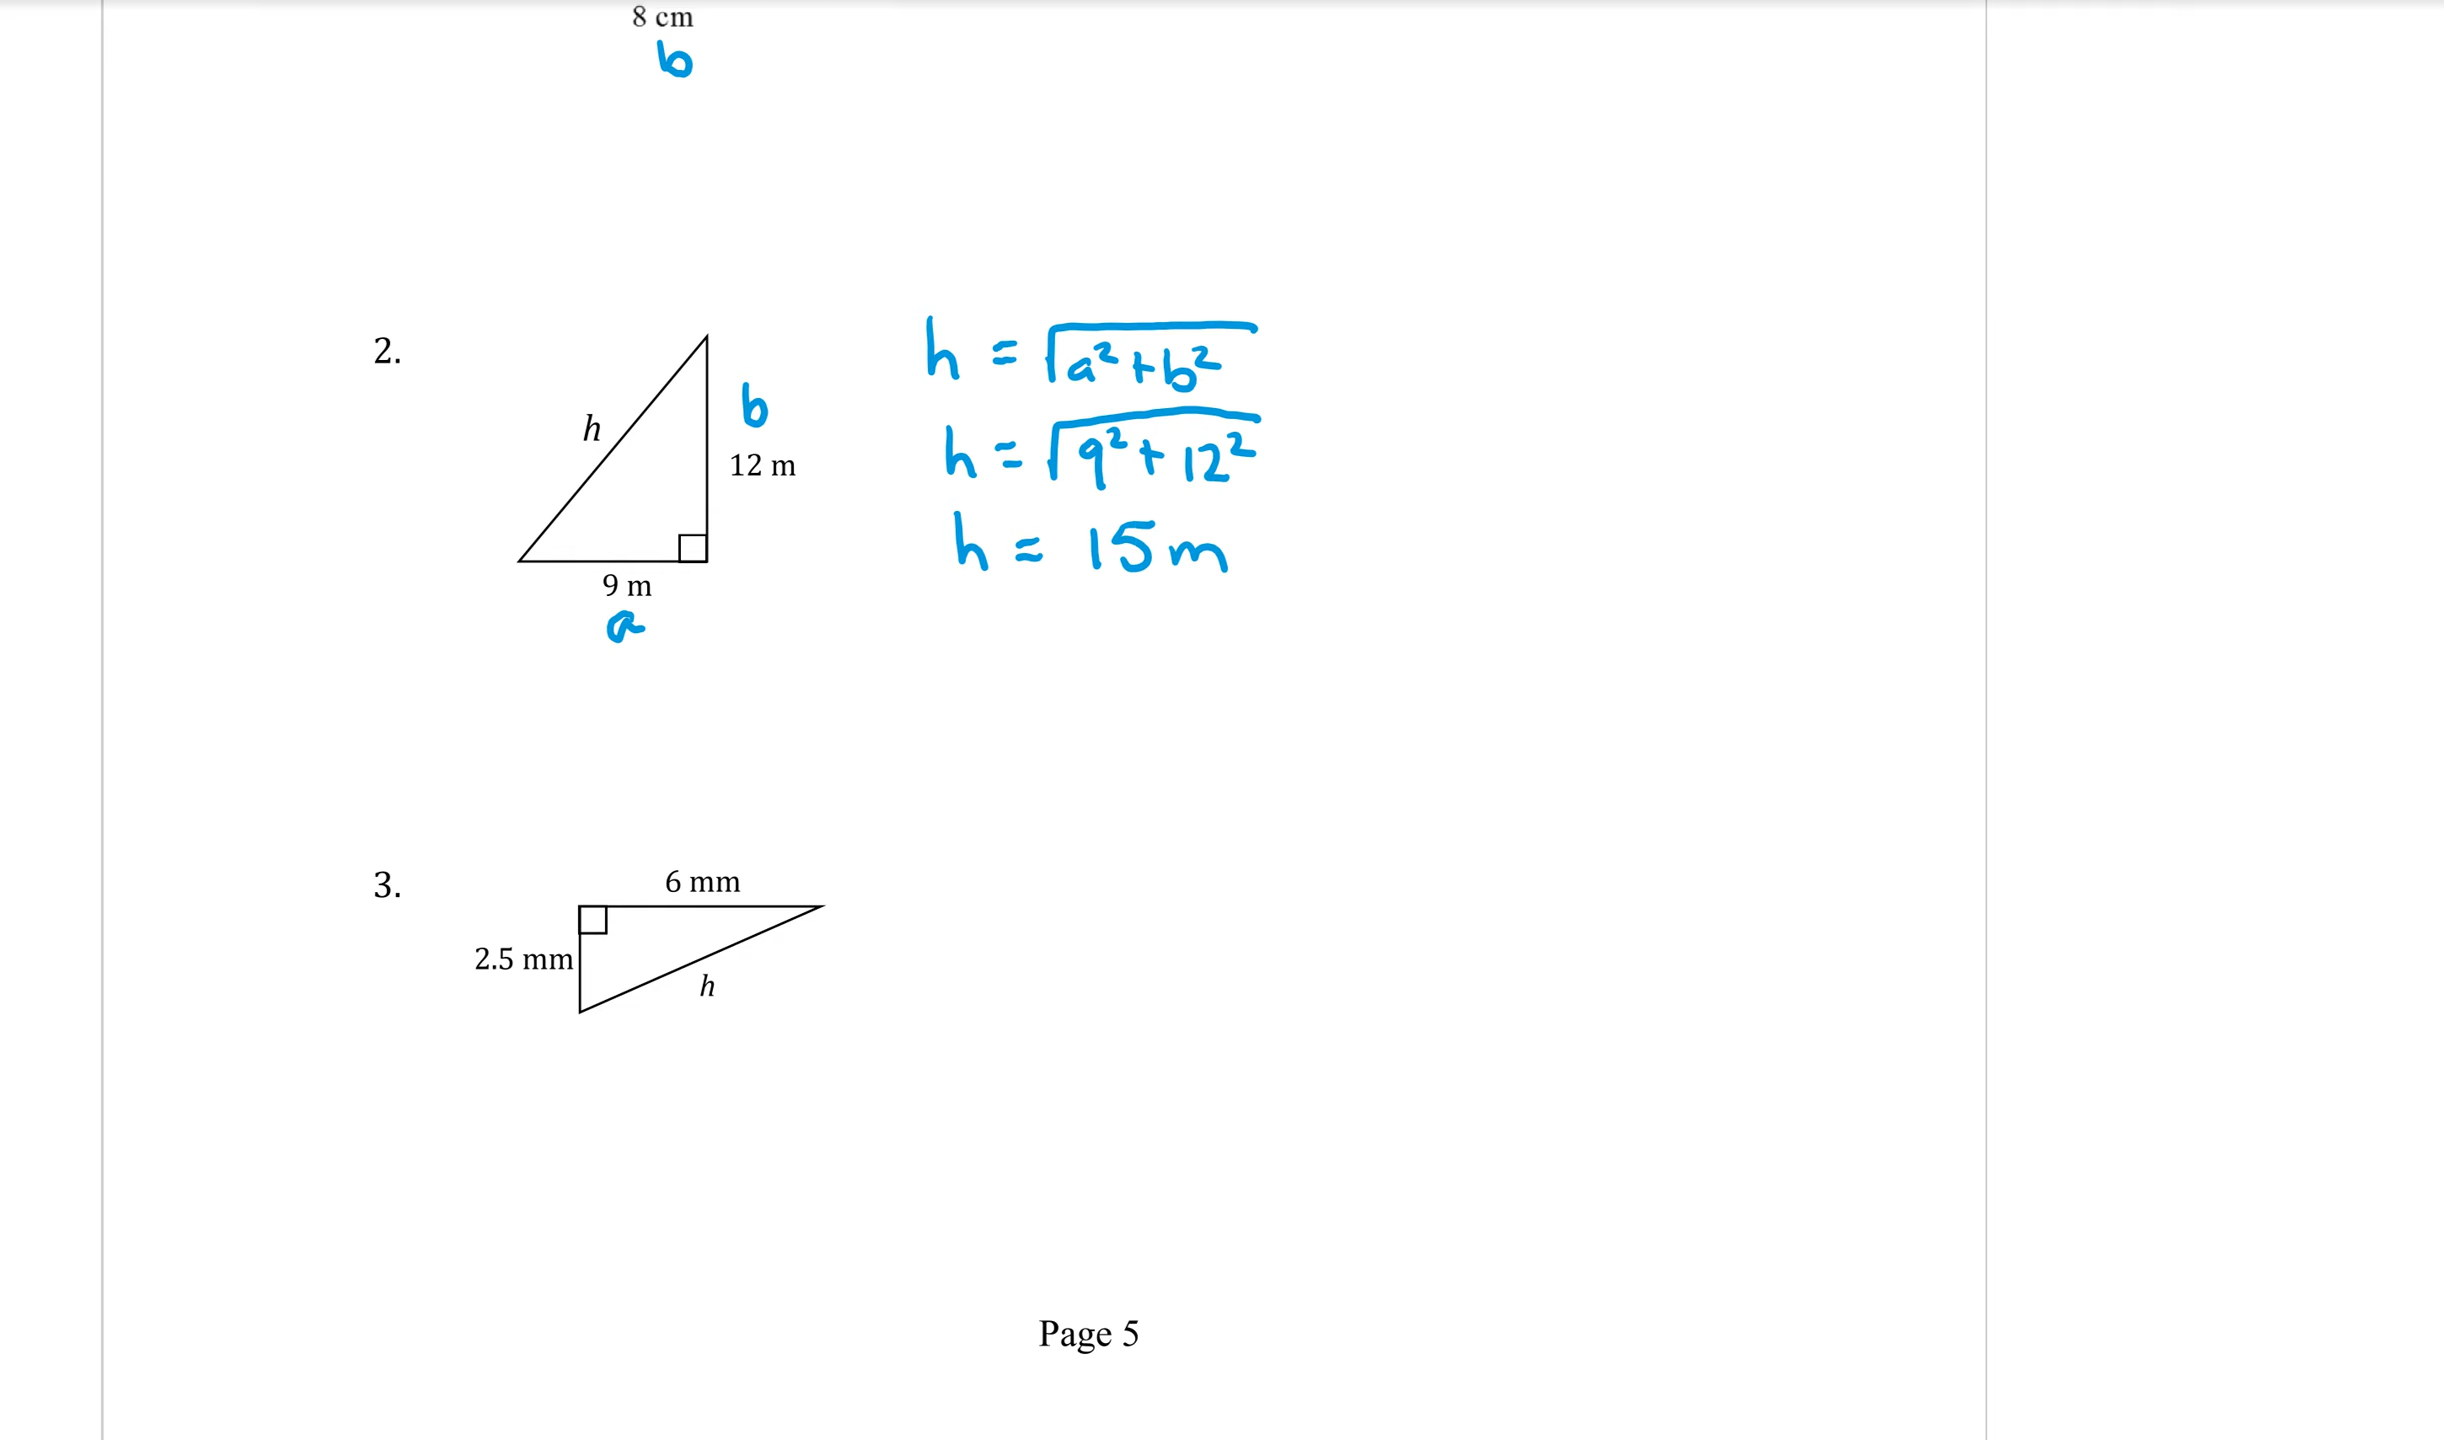 8 cm
b
2.
h
b
12 m
9 m
a
h = √a²+b²
h = √9²+12²
h = 15 m
3.
6 mm
2.5 mm
h
Page 5